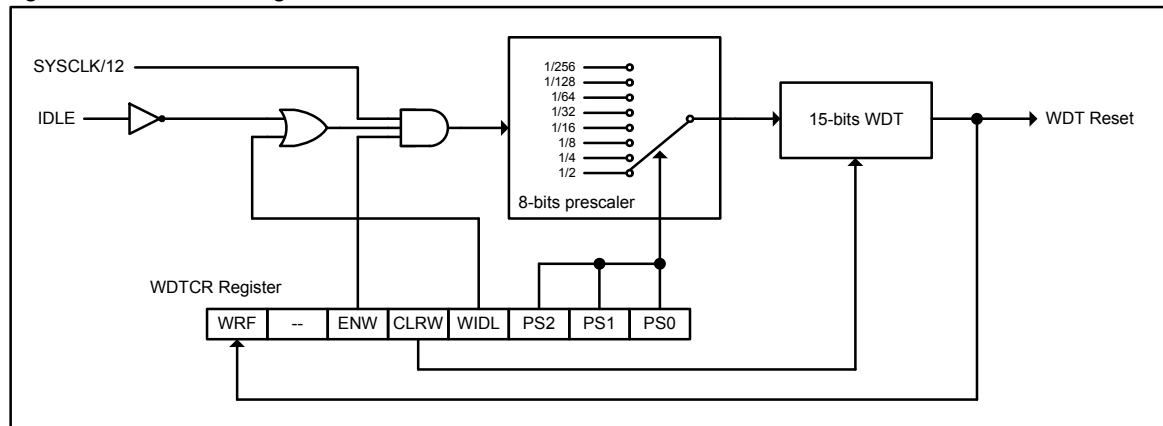 SYSCLK/12
IDLE
1/256
1/128
1/64
1/32
1/16
1/8
1/4
1/2
8-bits prescaler
15-bits WDT
WDT Reset
WDTCR Register
WRF -- ENW CLRW WIDL PS2 PS1 PS0